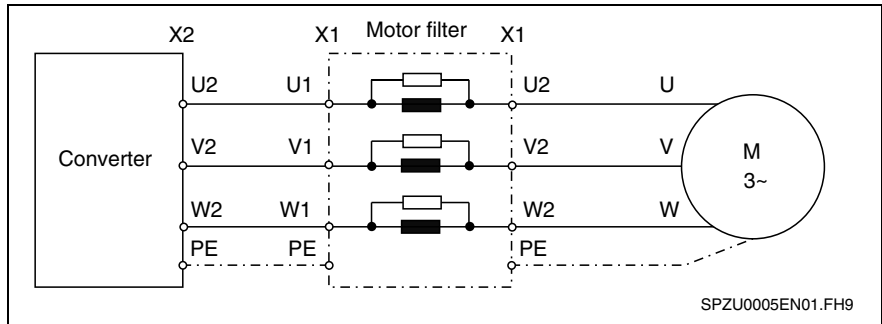 X2 X1 Motor filter X1
U2 U1 U2 U
V2 V1 V2 V
Converter M
3~
W2 W1 W2 W
PE PE PE
SPZU0005EN01.FH9